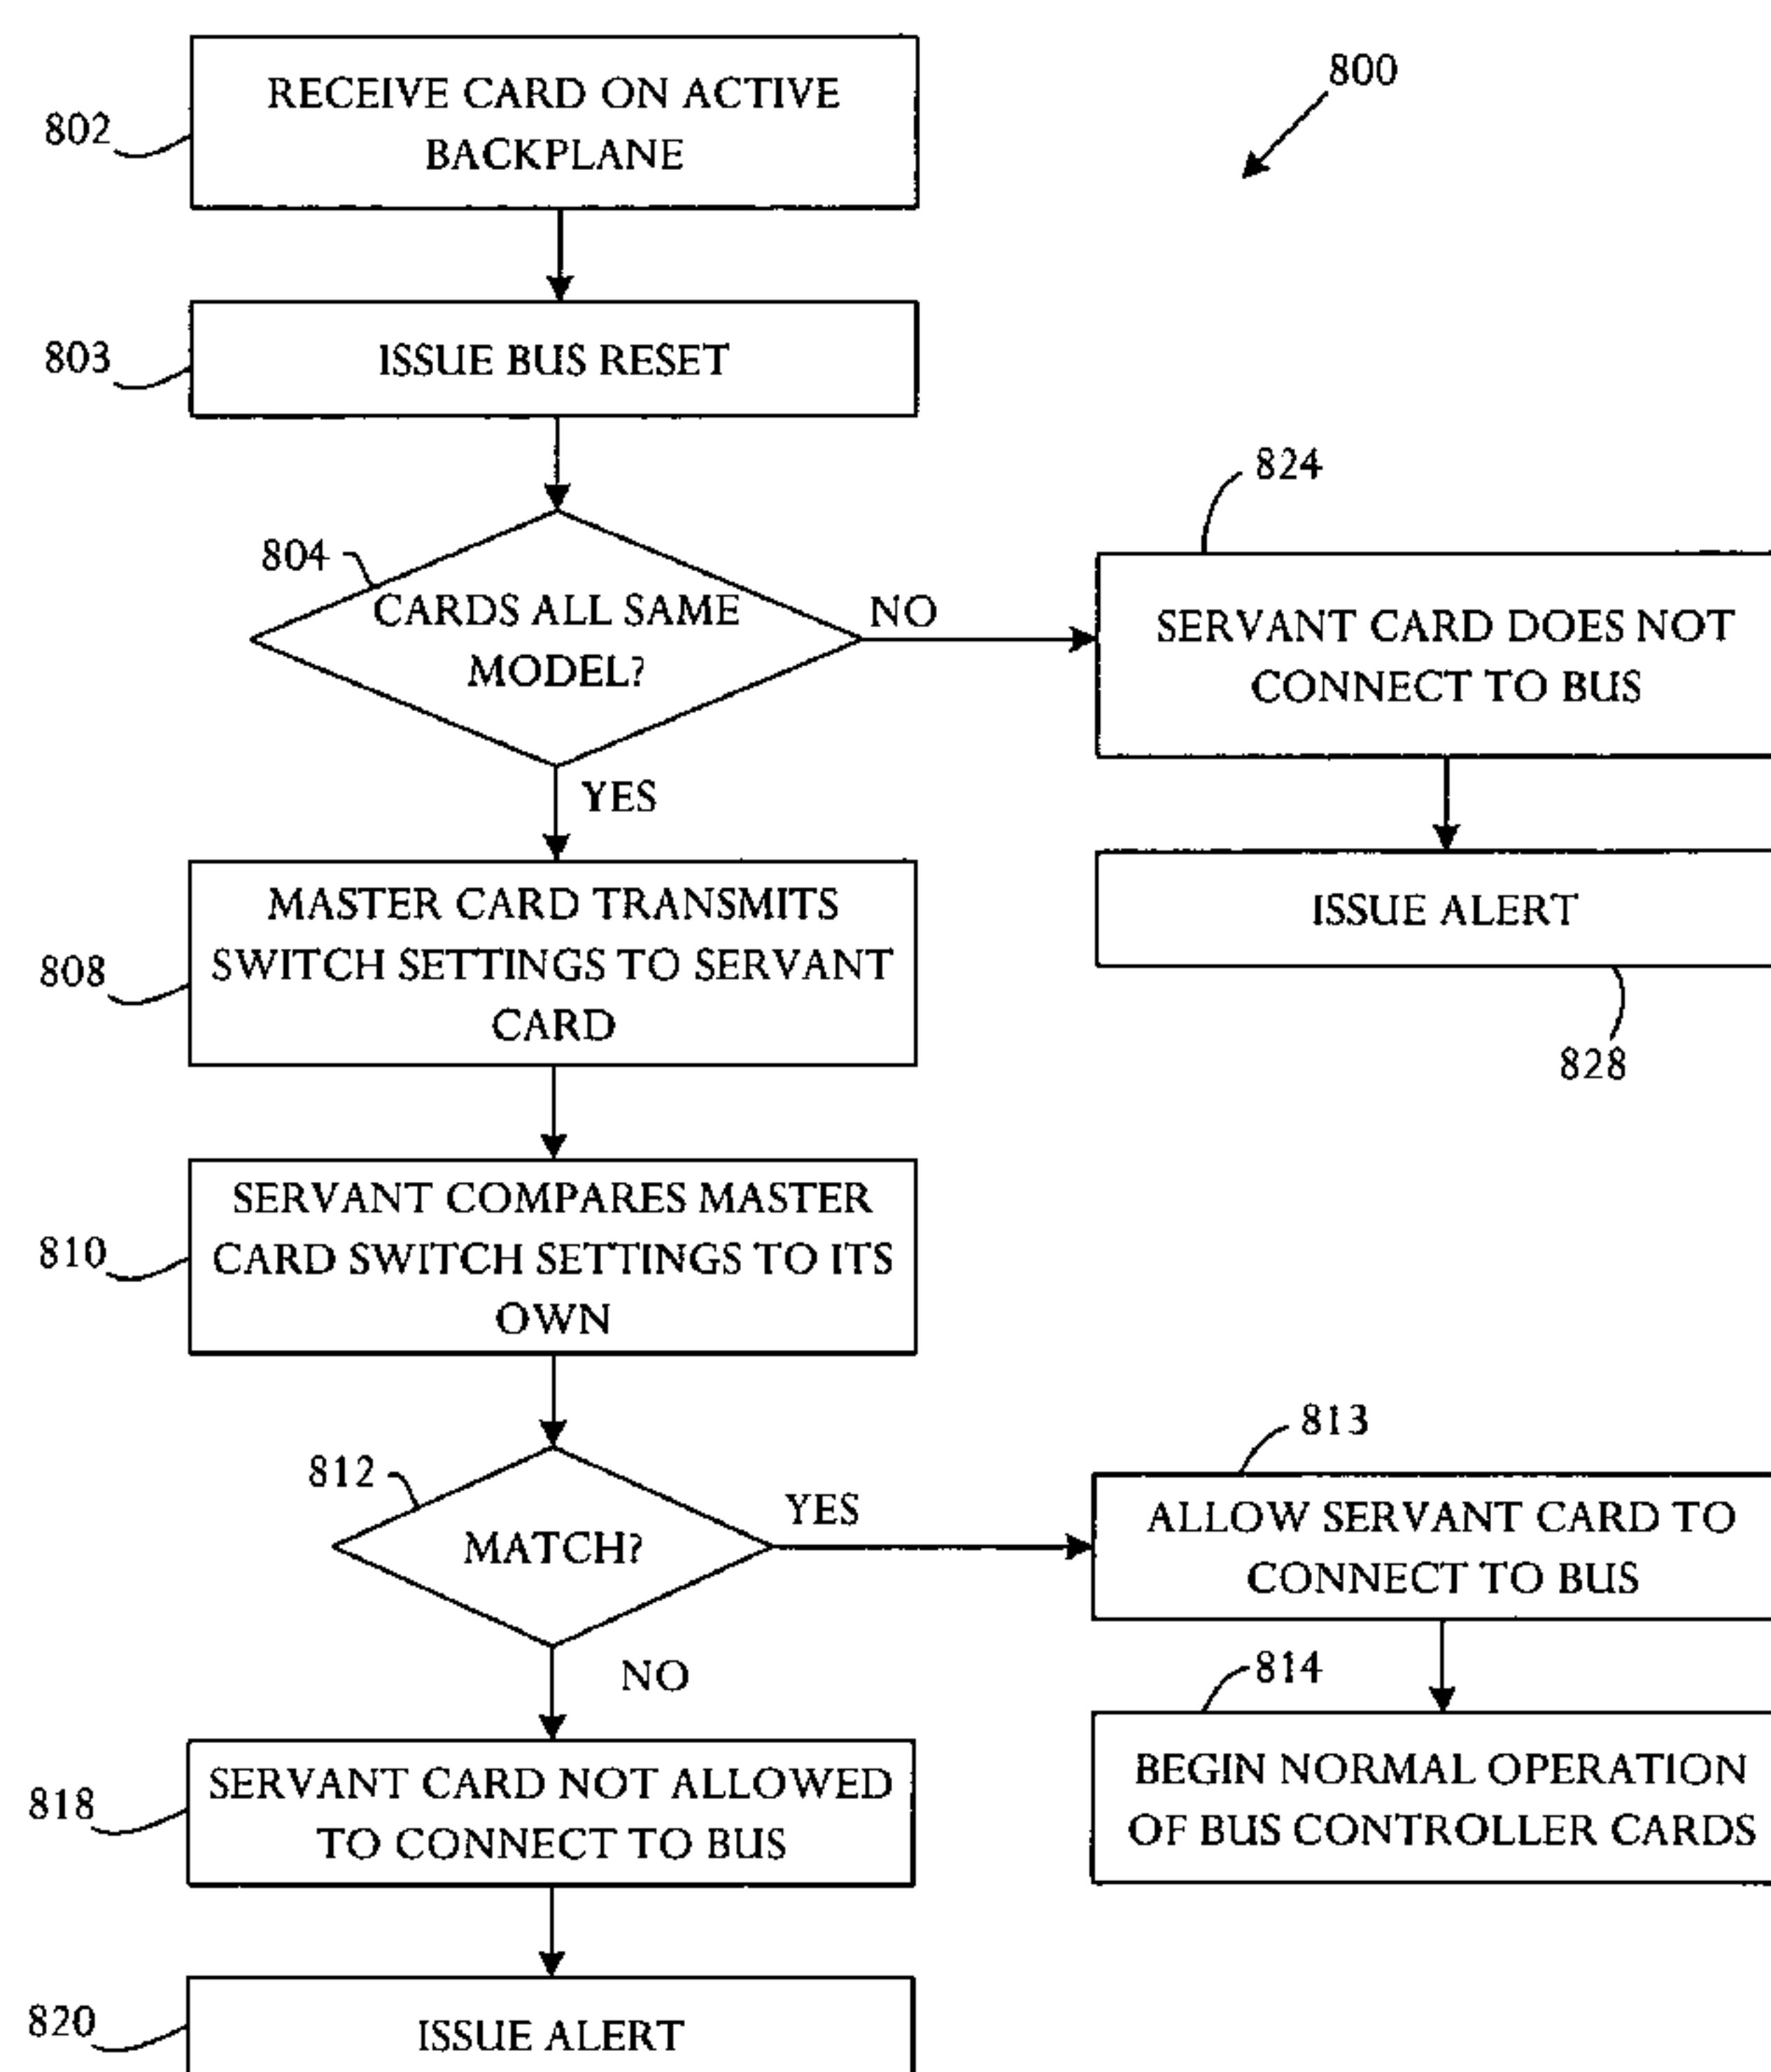 800
802
RECEIVE CARD ON ACTIVE
BACKPLANE
803
ISSUE BUS RESET
804
CARDS ALL SAME
MODEL?
NO
YES
824
SERVANT CARD DOES NOT
CONNECT TO BUS
ISSUE ALERT
828
808
MASTER CARD TRANSMITS
SWITCH SETTINGS TO SERVANT
CARD
810
SERVANT COMPARES MASTER
CARD SWITCH SETTINGS TO ITS
OWN
812
MATCH?
YES
NO
813
ALLOW SERVANT CARD TO
CONNECT TO BUS
814
BEGIN NORMAL OPERATION
OF BUS CONTROLLER CARDS
818
SERVANT CARD NOT ALLOWED
TO CONNECT TO BUS
820
ISSUE ALERT